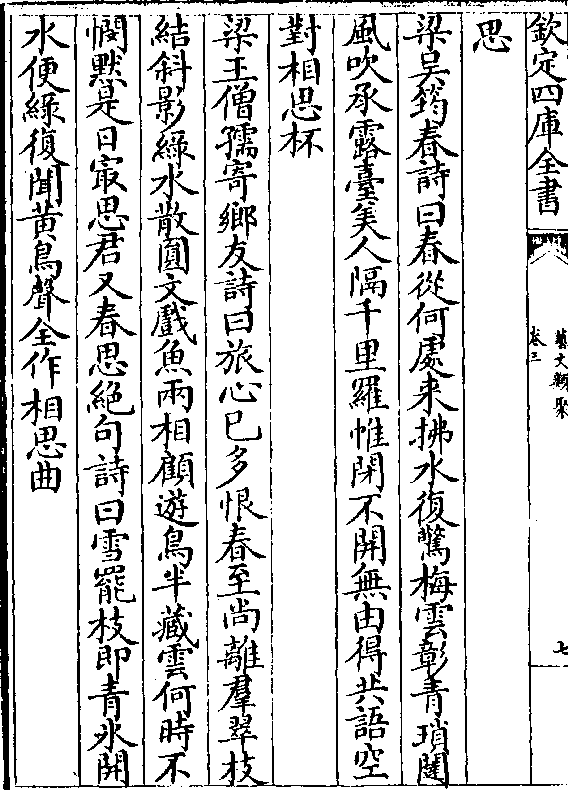 欽定四庫全書
藝文類聚
卷三
七
思
梁吳筠春詩曰春從何處来拂水復驚梅雲彰青瑣闥
風吹承露臺羙人隔千里羅帷閉不開無由得共語空
對相思杯
梁王僧孺寄鄉友詩曰旅心已多恨春至尚離羣翠枝
結斜影綠水散圓文戲魚兩相顧遊鳥半藏雲何時不
憫默是日㝡思君又春思絕句詩曰雪罷枝即青氷開
水便綠復聞黄鳥聲全作相思曲